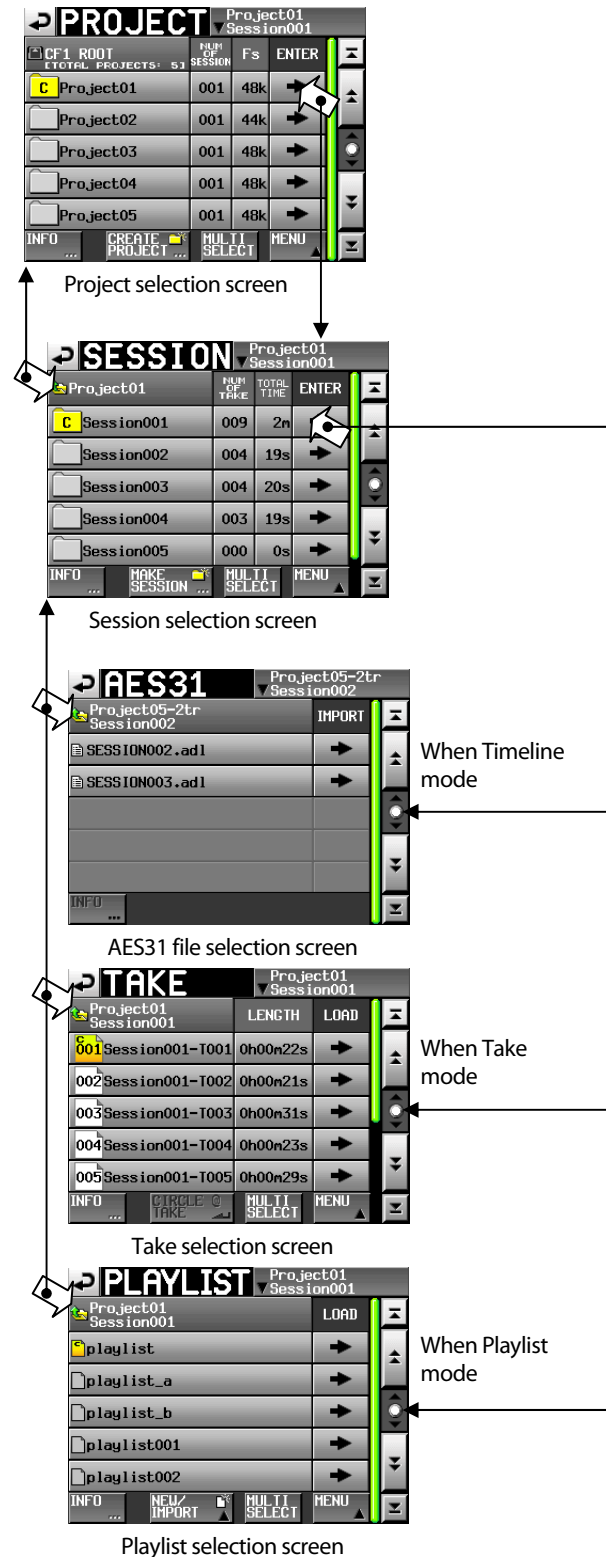 PROJECT Project01
Session001
CF1 ROOT
[TOTAL PROJECTS: 5] NUM OF SESSION Fs ENTER
C Project01 001 48k
Project02 001 44k
Project03 001 48k
Project04 001 48k
Project05 001 48k
INFO ... CREATE PROJECT ... MULTI SELECT MENU
Project selection screen
SESSION Project01
Session001
Project01 NUM OF TAKE TOTAL TIME ENTER
C Session001 009 2m
Session002 004 19s
Session003 004 20s
Session004 003 19s
Session005 000 0s
INFO ... MAKE SESSION ... MULTI SELECT MENU
Session selection screen
AES31 Project05-2tr
Session002
Project05-2tr
Session002 IMPORT
SESSION002.adl
SESSION003.adl
INFO ...
When Timeline
mode
AES31 file selection screen
TAKE Project01
Session001
Project01
Session001 LENGTH LOAD
C 001 Session001-T001 0h00m22s
002 Session001-T002 0h00m21s
003 Session001-T003 0h00m31s
004 Session001-T004 0h00m23s
005 Session001-T005 0h00m29s
INFO ... CIRCLE @ TAKE MULTI SELECT MENU
When Take
mode
Take selection screen
PLAYLIST Project01
Session001
Project01
Session001 LOAD
C playlist
playlist_a
playlist_b
playlist001
playlist002
INFO ... NEW/ IMPORT MULTI SELECT MENU
When Playlist
mode
Playlist selection screen